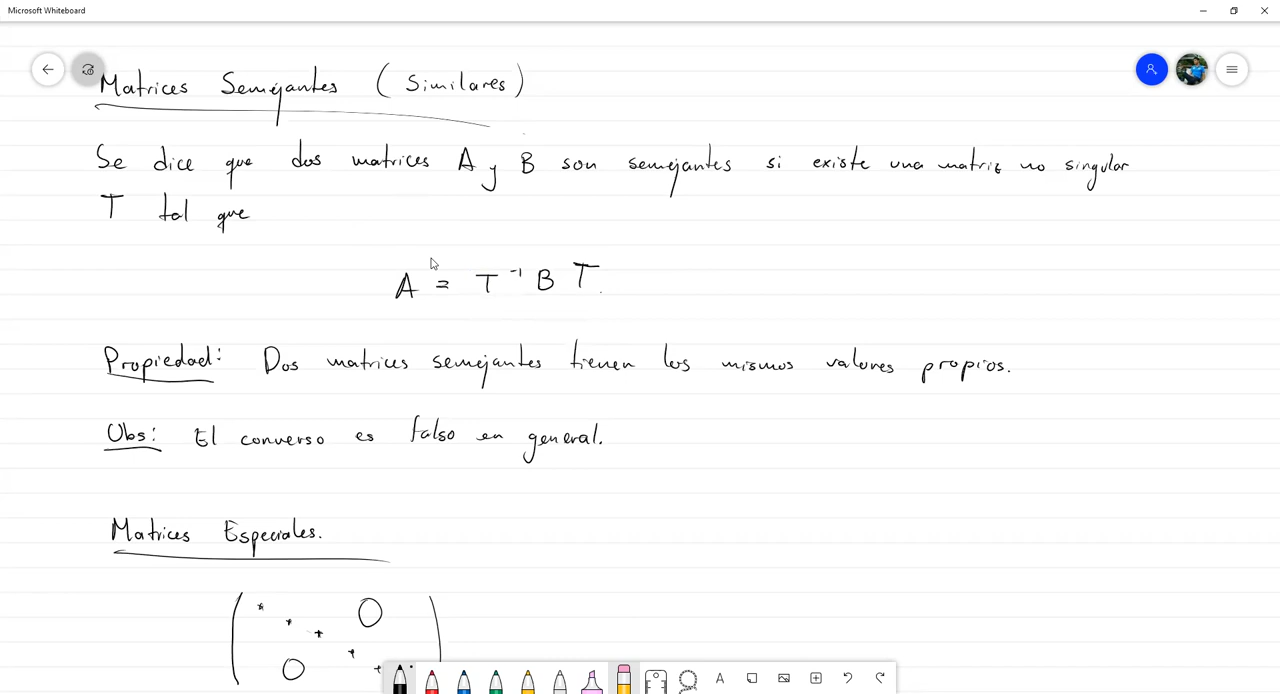 Microsoft Whiteboard
Matrices Semejantes (Similares)
Se dice que dos matrices A y B son semejantes si existe una matriz no singular
T tal que
A = T⁻¹ B T.
Propiedad: Dos matrices semejantes tienen los mismos valores propios.
Obs: El converso es falso en general.
Matrices Especiales.
* * * O
O * *
A